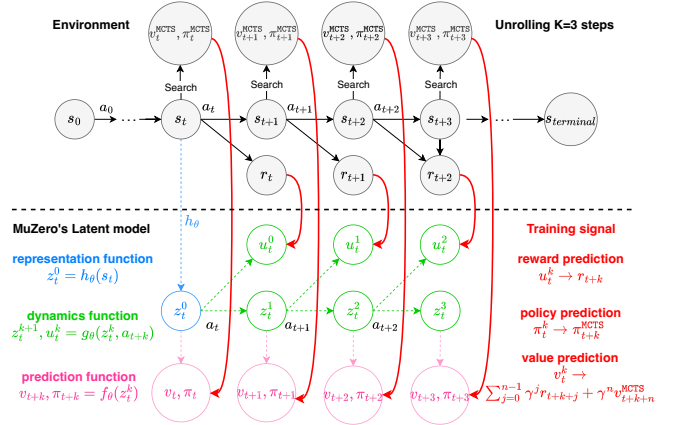 Environment
Unrolling K=3 steps
v_t^MCTS, π_t^MCTS
v_{t+1}^MCTS, π_{t+1}^MCTS
v_{t+2}^MCTS, π_{t+2}^MCTS
v_{t+3}^MCTS, π_{t+3}^MCTS
Search Search Search Search
s_0 a_0 ... s_t a_t s_{t+1} a_{t+1} s_{t+2} a_{t+2} s_{t+3} ... s_{terminal}
r_t r_{t+1} r_{t+2}
h_θ
MuZero's Latent model
Training signal
u_t^0 u_t^1 u_t^2
representation function
z_t^0 = h_θ(s_t)
reward prediction
u_t^k → r_{t+k}
dynamics function
z_t^{k+1}, u_t^k = g_θ(z_t^k, a_{t+k})
z_t^0 a_t z_t^1 a_{t+1} z_t^2 a_{t+2} z_t^3
policy prediction
π_t^k → π_{t+k}^MCTS
prediction function
v_{t+k}, π_{t+k} = f_θ(z_t^k)
v_t, π_t v_{t+1}, π_{t+1} v_{t+2}, π_{t+2} v_{t+3}, π_{t+3}
value prediction
v_t^k →
∑_{j=0}^{n-1} γ^j r_{t+k+j} + γ^n v_{t+k+n}^MCTS